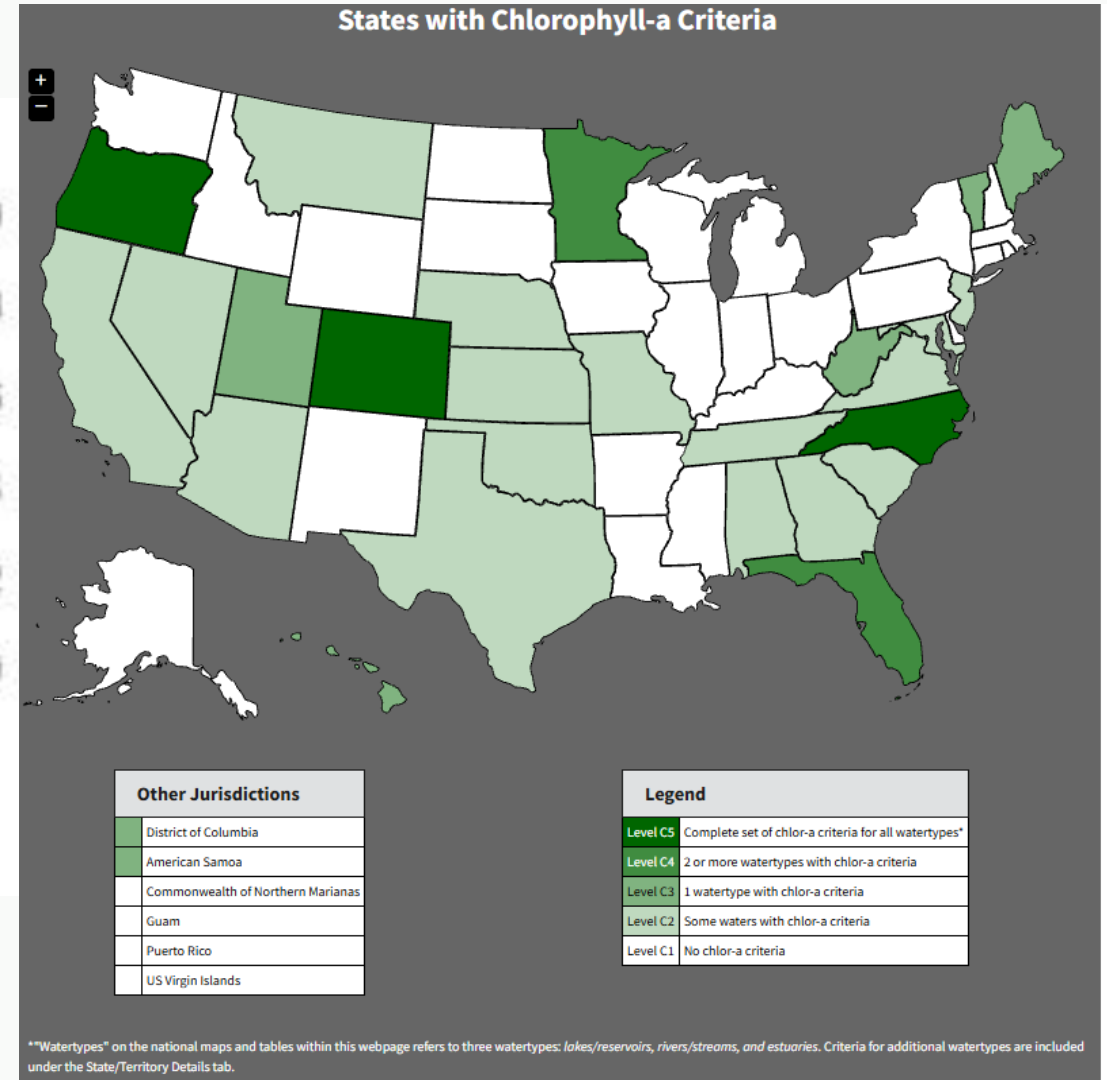 States with Chlorophyll-a Criteria
+
−
Other Jurisdictions
District of Columbia
American Samoa
Commonwealth of Northern Marianas
Guam
Puerto Rico
US Virgin Islands
Legend
Level C5 Complete set of chlor-a criteria for all watertypes*
Level C4 2 or more watertypes with chlor-a criteria
Level C3 1 watertype with chlor-a criteria
Level C2 Some waters with chlor-a criteria
Level C1 No chlor-a criteria
*"Watertypes" on the national maps and tables within this webpage refers to three watertypes: lakes/reservoirs, rivers/streams, and estuaries. Criteria for additional watertypes are included
under the State/Territory Details tab.